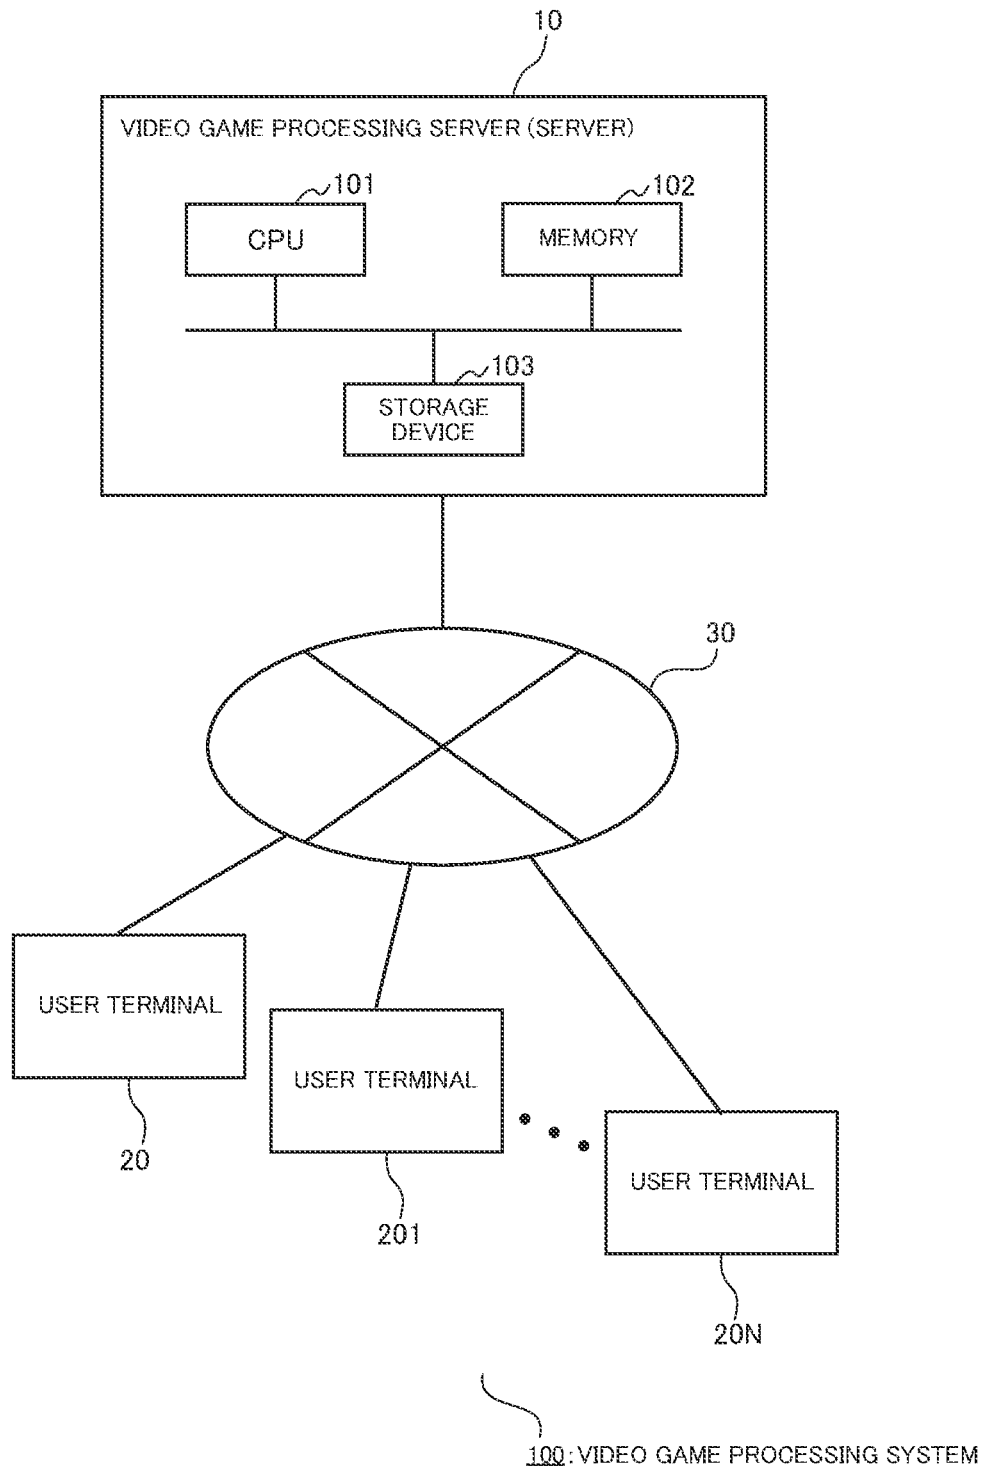 10
VIDEO GAME PROCESSING SERVER (SERVER)
101
102
CPU
MEMORY
103
STORAGE
DEVICE
30
USER TERMINAL
USER TERMINAL
20
USER TERMINAL
201
20N
100: VIDEO GAME PROCESSING SYSTEM